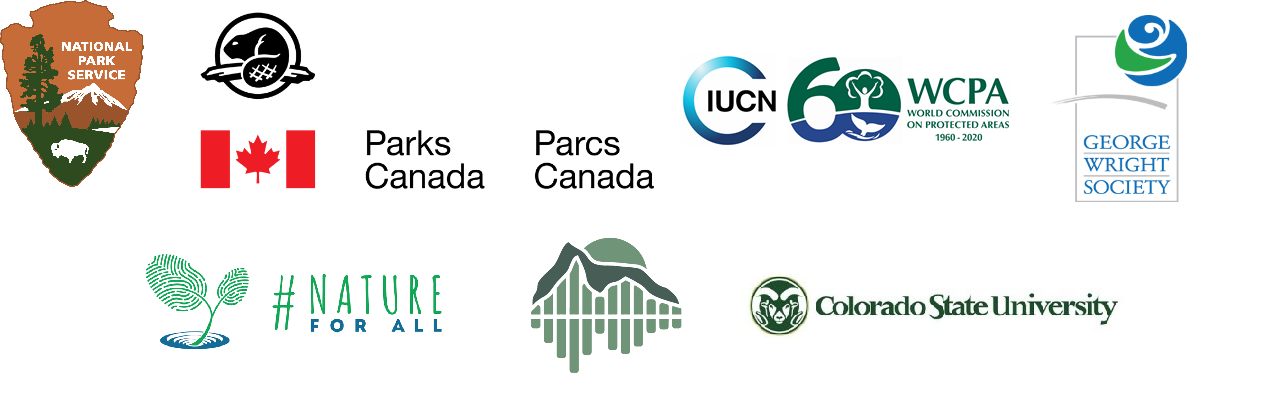 NATIONAL
PARK
SERVICE
Parks
Canada
Parcs
Canada
IUCN
60
WCPA
WORLD COMMISSION
ON PROTECTED AREAS
1960 - 2020
GEORGE
WRIGHT
SOCIETY
#NATURE
FOR ALL
Colorado State University